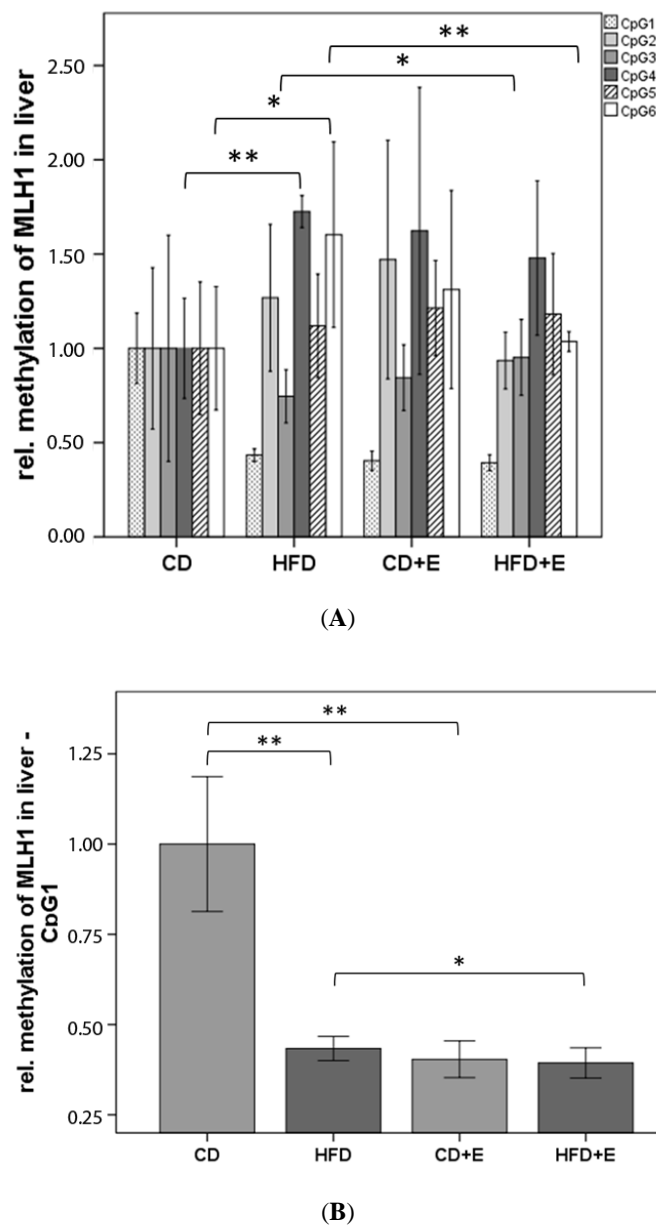 **
*
*
**
CpG1
CpG2
CpG3
CpG4
CpG5
CpG6
rel. methylation of MLH1 in liver
2.50
2.00
1.50
1.00
0.50
0.00
CD HFD CD+E HFD+E
(A)
**
**
*
rel. methylation of MLH1 in liver -
CpG1
1.25
1.00
0.75
0.50
0.25
CD HFD CD+E HFD+E
(B)